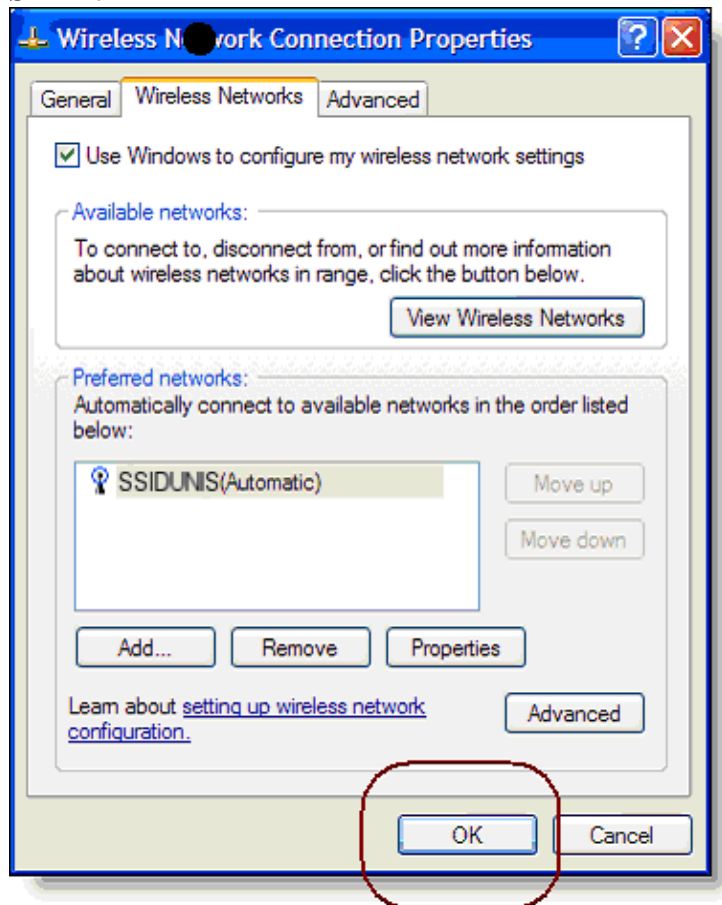 Wireless Connection Properties
General Wireless Networks Advanced
Use Windows to configure my wireless network settings
Available networks:
To connect to, disconnect from, or find out more information
about wireless networks in range, click the button below.
View Wireless Networks
Preferred networks:
Automatically connect to available networks in the order listed
below:
SSIDUNIS(Automatic)
Move up
Move down
Add... Remove Properties
Learn about setting up wireless network
configuration.
Advanced
OK Cancel